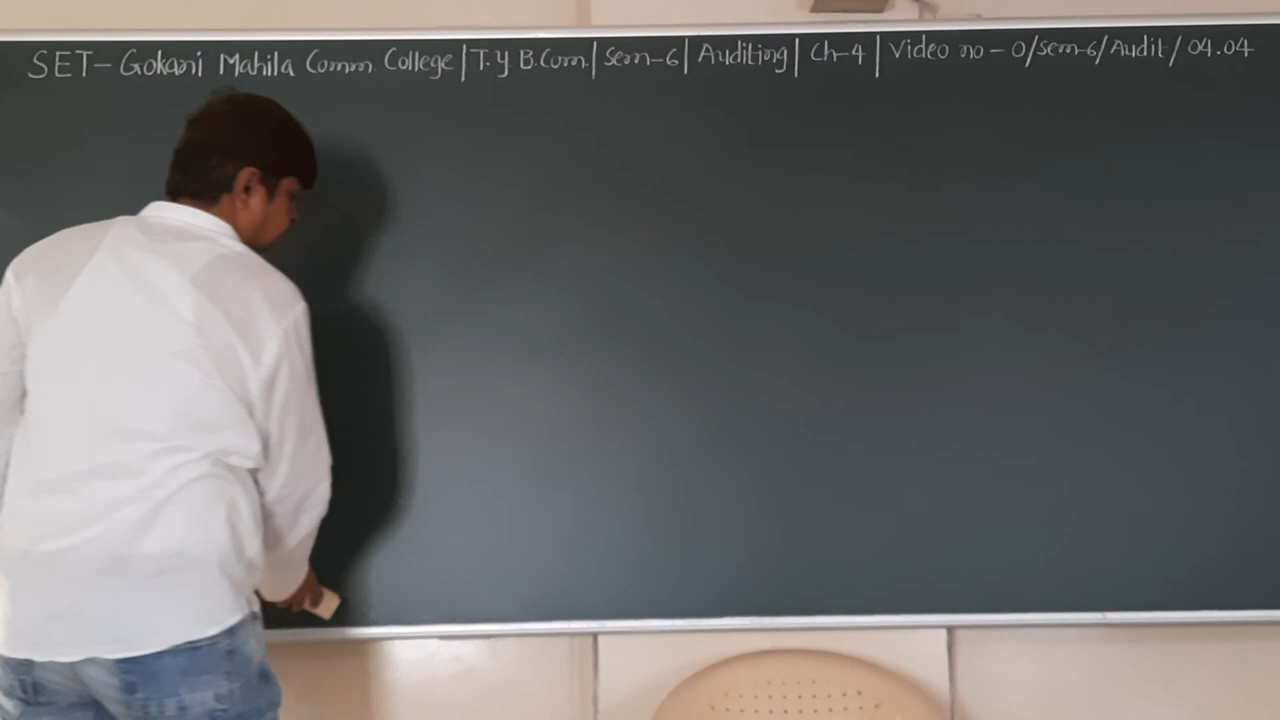 SET- Gokani Mahila Comm. College | T.Y B.Com. | Sem-6 | Auditing | Ch-4 | Video no - 0/sem-6/Audit/04.04